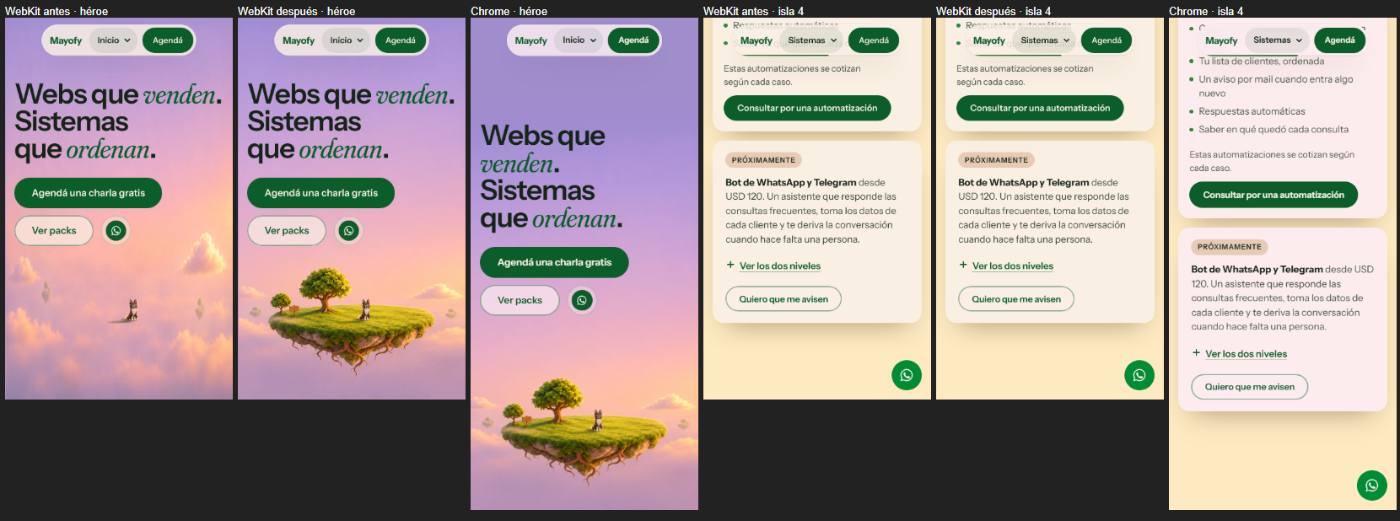 WebKit antes · héroe
Mayofy Inicio Agendá
Webs que venden.
Sistemas
que ordenan.
Agendá una charla gratis
Ver packs
WebKit después · héroe
Mayofy Inicio Agendá
Webs que venden.
Sistemas
que ordenan.
Agendá una charla gratis
Ver packs
Chrome · héroe
Mayofy Inicio Agendá
Webs que
venden.
Sistemas
que ordenan.
Agendá una charla gratis
Ver packs
WebKit antes · isla 4
Respuestas automáticas
Mayofy Sistemas Agendá
Estas automatizaciones se cotizan
según cada caso.
Consultar por una automatización
PRÓXIMAMENTE
Bot de WhatsApp y Telegram desde
USD 120. Un asistente que responde las
consultas frecuentes, toma los datos de
cada cliente y te deriva la conversación
cuando hace falta una persona.
+ Ver los dos niveles
Quiero que me avisen
WebKit después · isla 4
Respuestas automáticas
Mayofy Sistemas Agendá
Estas automatizaciones se cotizan
según cada caso.
Consultar por una automatización
PRÓXIMAMENTE
Bot de WhatsApp y Telegram desde
USD 120. Un asistente que responde las
consultas frecuentes, toma los datos de
cada cliente y te deriva la conversación
cuando hace falta una persona.
+ Ver los dos niveles
Quiero que me avisen
Chrome · isla 4
Mayofy Sistemas Agendá
Tu lista de clientes, ordenada
Un aviso por mail cuando entra algo
nuevo
Respuestas automáticas
Saber en qué quedó cada consulta
Estas automatizaciones se cotizan según
cada caso.
Consultar por una automatización
PRÓXIMAMENTE
Bot de WhatsApp y Telegram desde USD
120. Un asistente que responde las
consultas frecuentes, toma los datos de
cada cliente y te deriva la conversación
cuando hace falta una persona.
+ Ver los dos niveles
Quiero que me avisen